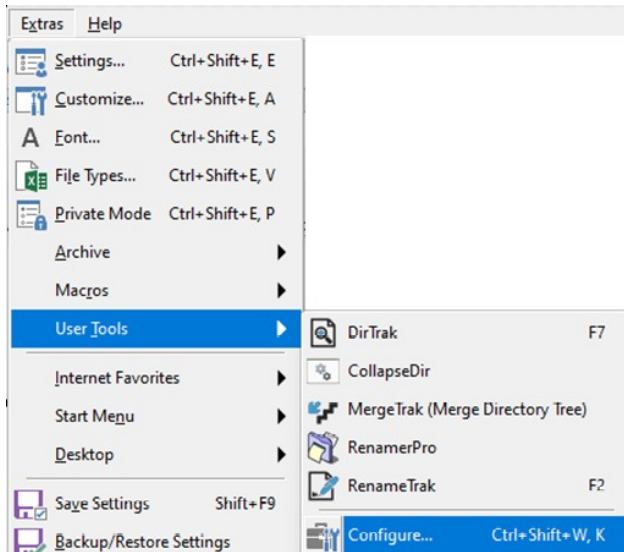 Extras Help
Settings... Ctrl+Shift+E, E
Customize... Ctrl+Shift+E, A
Font... Ctrl+Shift+E, S
File Types... Ctrl+Shift+E, V
Private Mode Ctrl+Shift+E, P
Archive
Macros
User Tools
Internet Favorites
Start Menu
Desktop
Save Settings Shift+F9
Backup/Restore Settings
DirTrak F7
CollapseDir
MergeTrak (Merge Directory Tree)
RenamerPro
RenameTrak F2
Configure... Ctrl+Shift+W, K